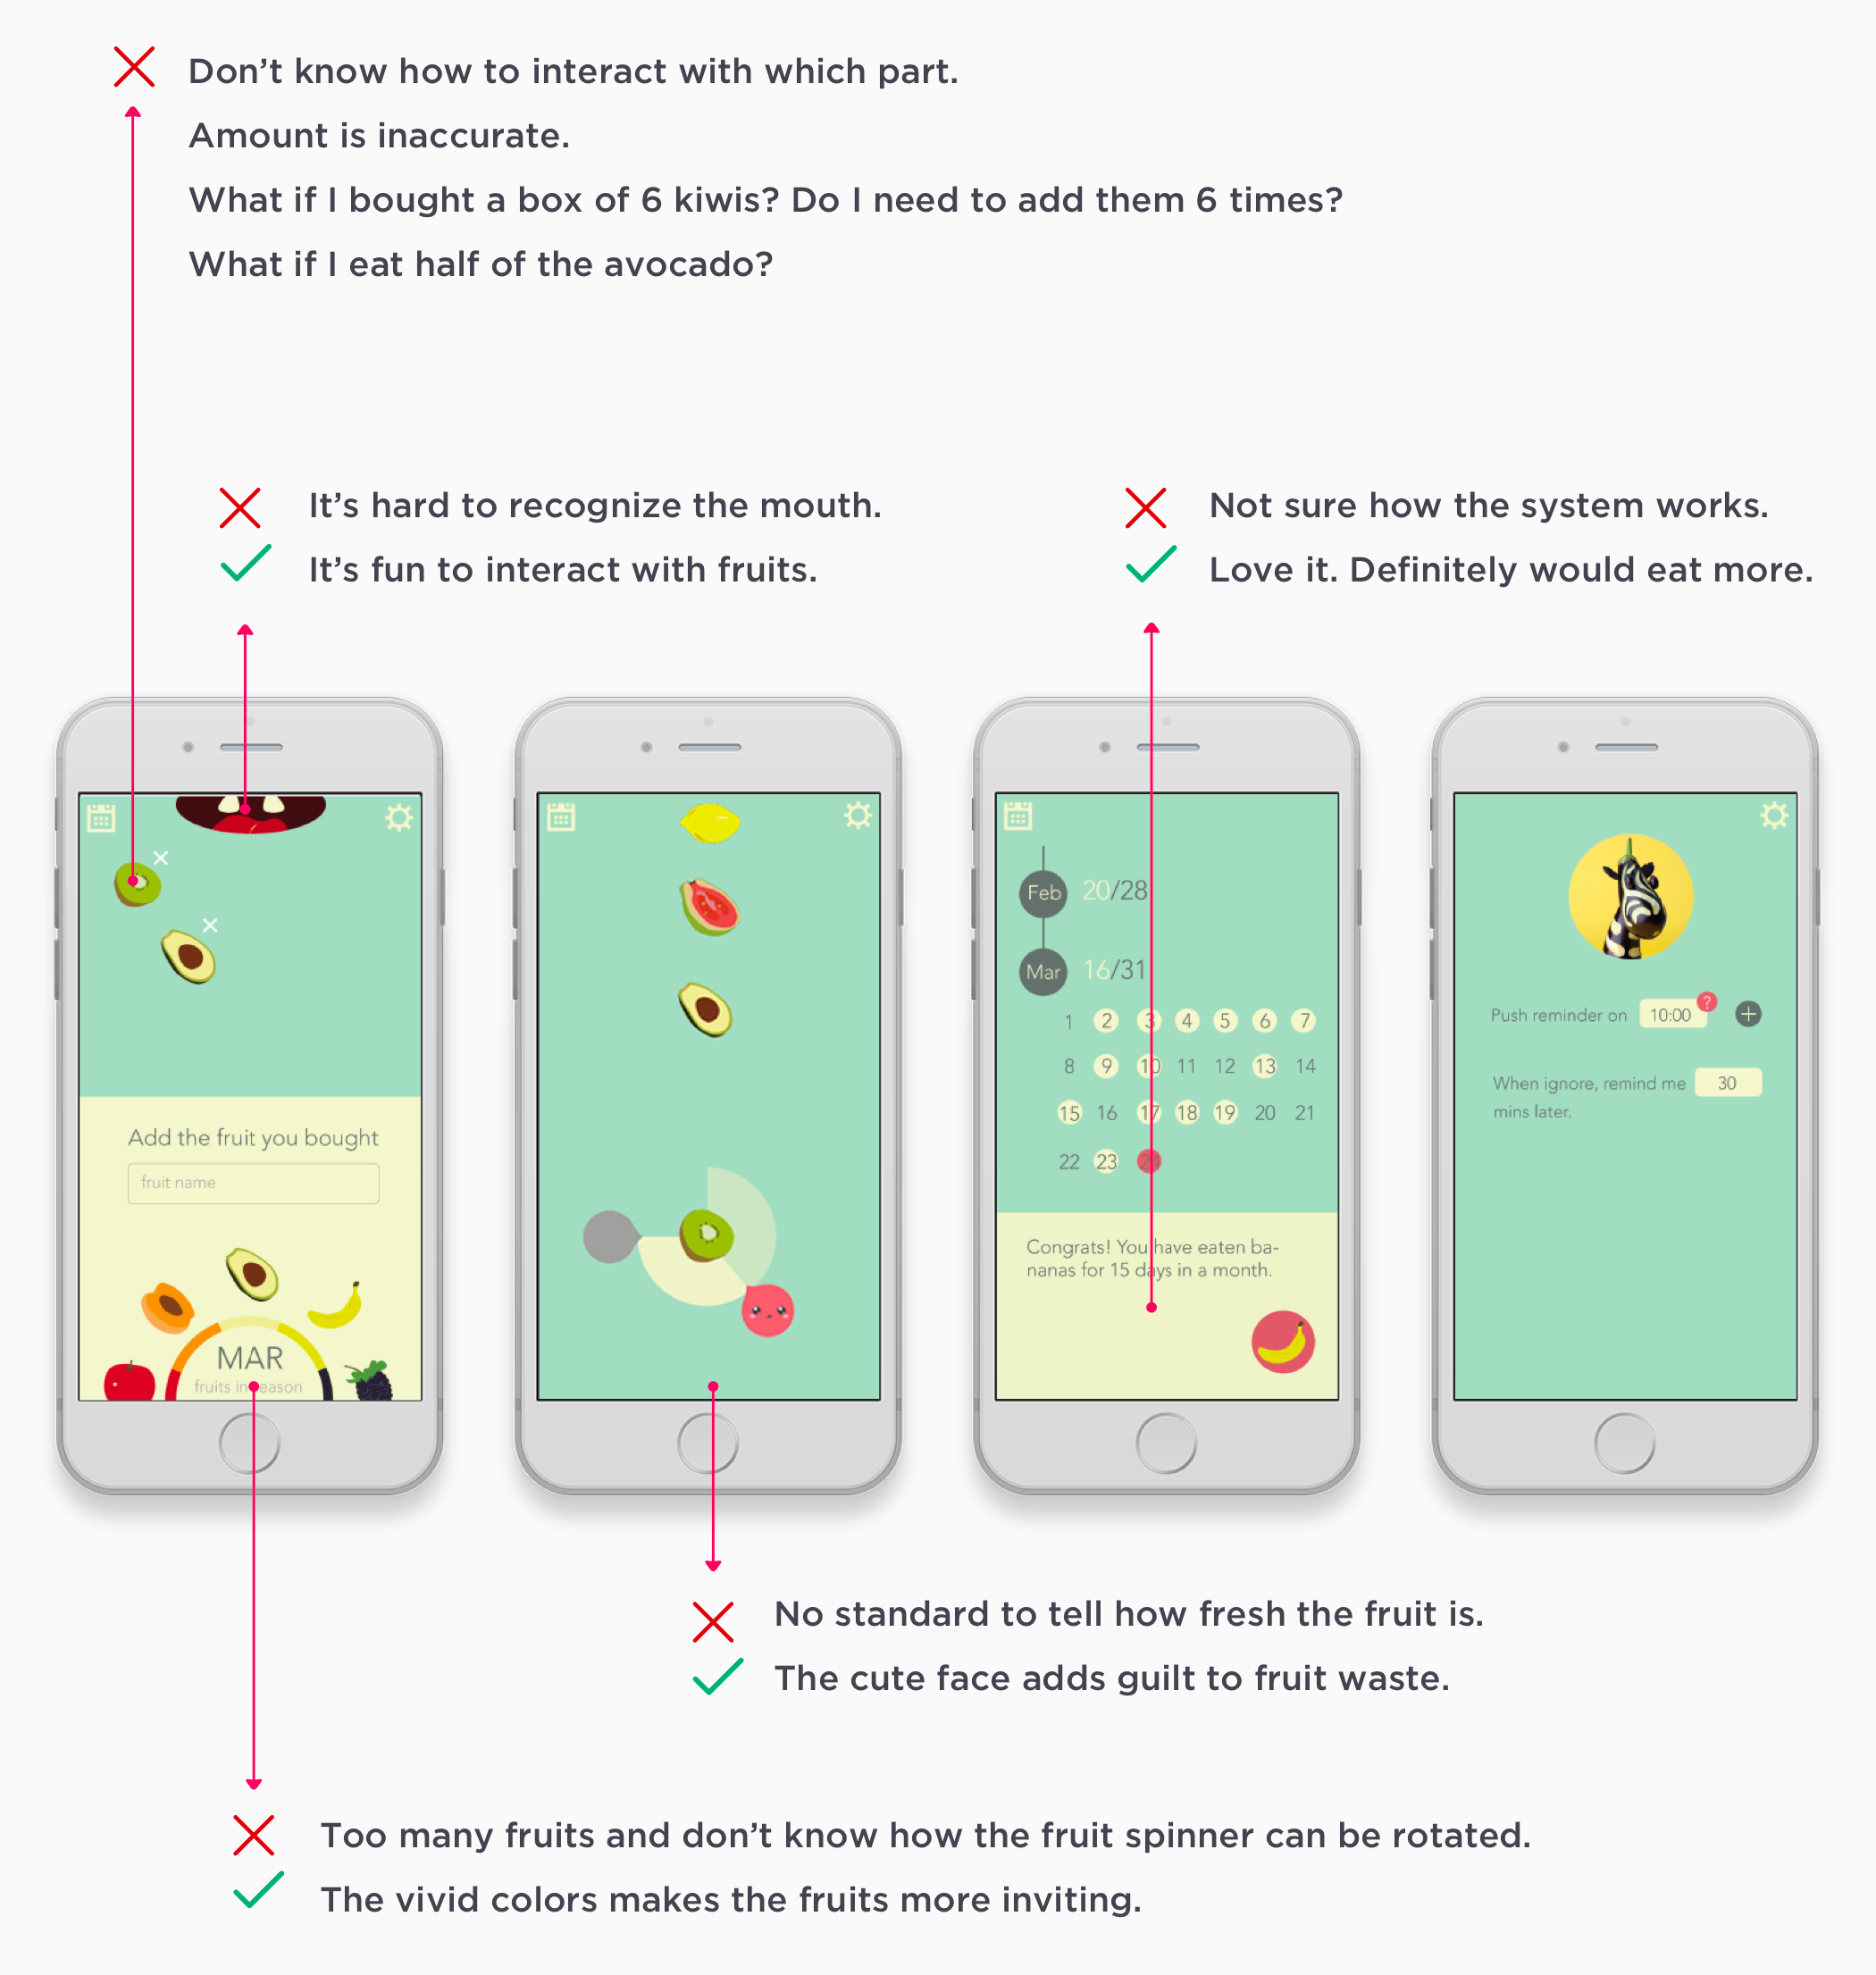 Don’t know how to interact with which part.
Amount is inaccurate.
What if I bought a box of 6 kiwis? Do I need to add them 6 times?
What if I eat half of the avocado?
It’s hard to recognize the mouth.
It’s fun to interact with fruits.
Not sure how the system works.
Love it. Definitely would eat more.
Add the fruit you bought
fruit name
MAR
fruits in season
Feb 20/28
Mar 16/31
1 2 3 4 5 6 7
8 9 10 11 12 13 14
15 16 17 18 19 20 21
22 23 24
Congrats! You have eaten ba-
nanas for 15 days in a month.
Push reminder on 10:00 ?
When ignore, remind me 30
mins later.
No standard to tell how fresh the fruit is.
The cute face adds guilt to fruit waste.
Too many fruits and don’t know how the fruit spinner can be rotated.
The vivid colors makes the fruits more inviting.